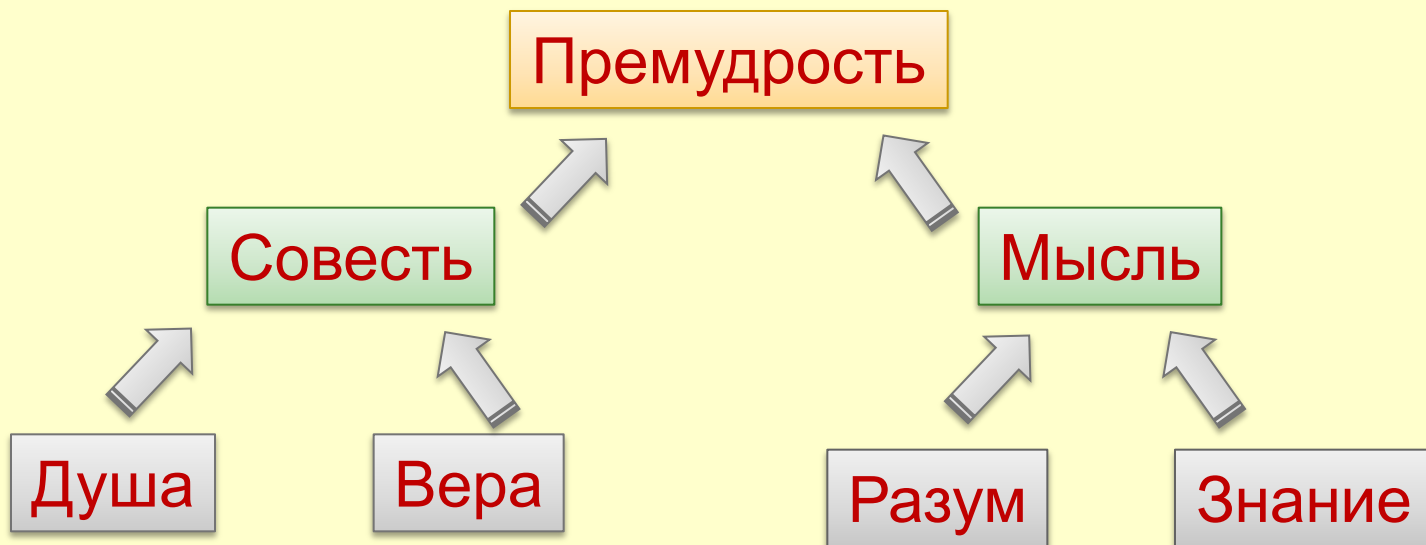 Премудрость
Совесть
Мысль
Душа
Вера
Разум
Знание